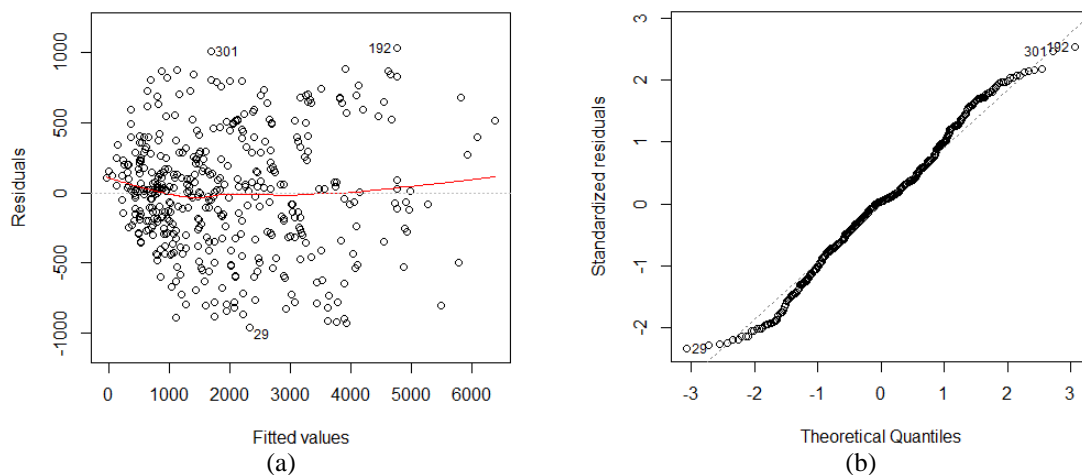 1000
500
0
-500
-1000
Residuals
301
192
29
0 1000 2000 3000 4000 5000 6000
Fitted values
(a)
3
2
1
0
-1
-2
Standardized residuals
301
192
29
-3 -2 -1 0 1 2 3
Theoretical Quantiles
(b)